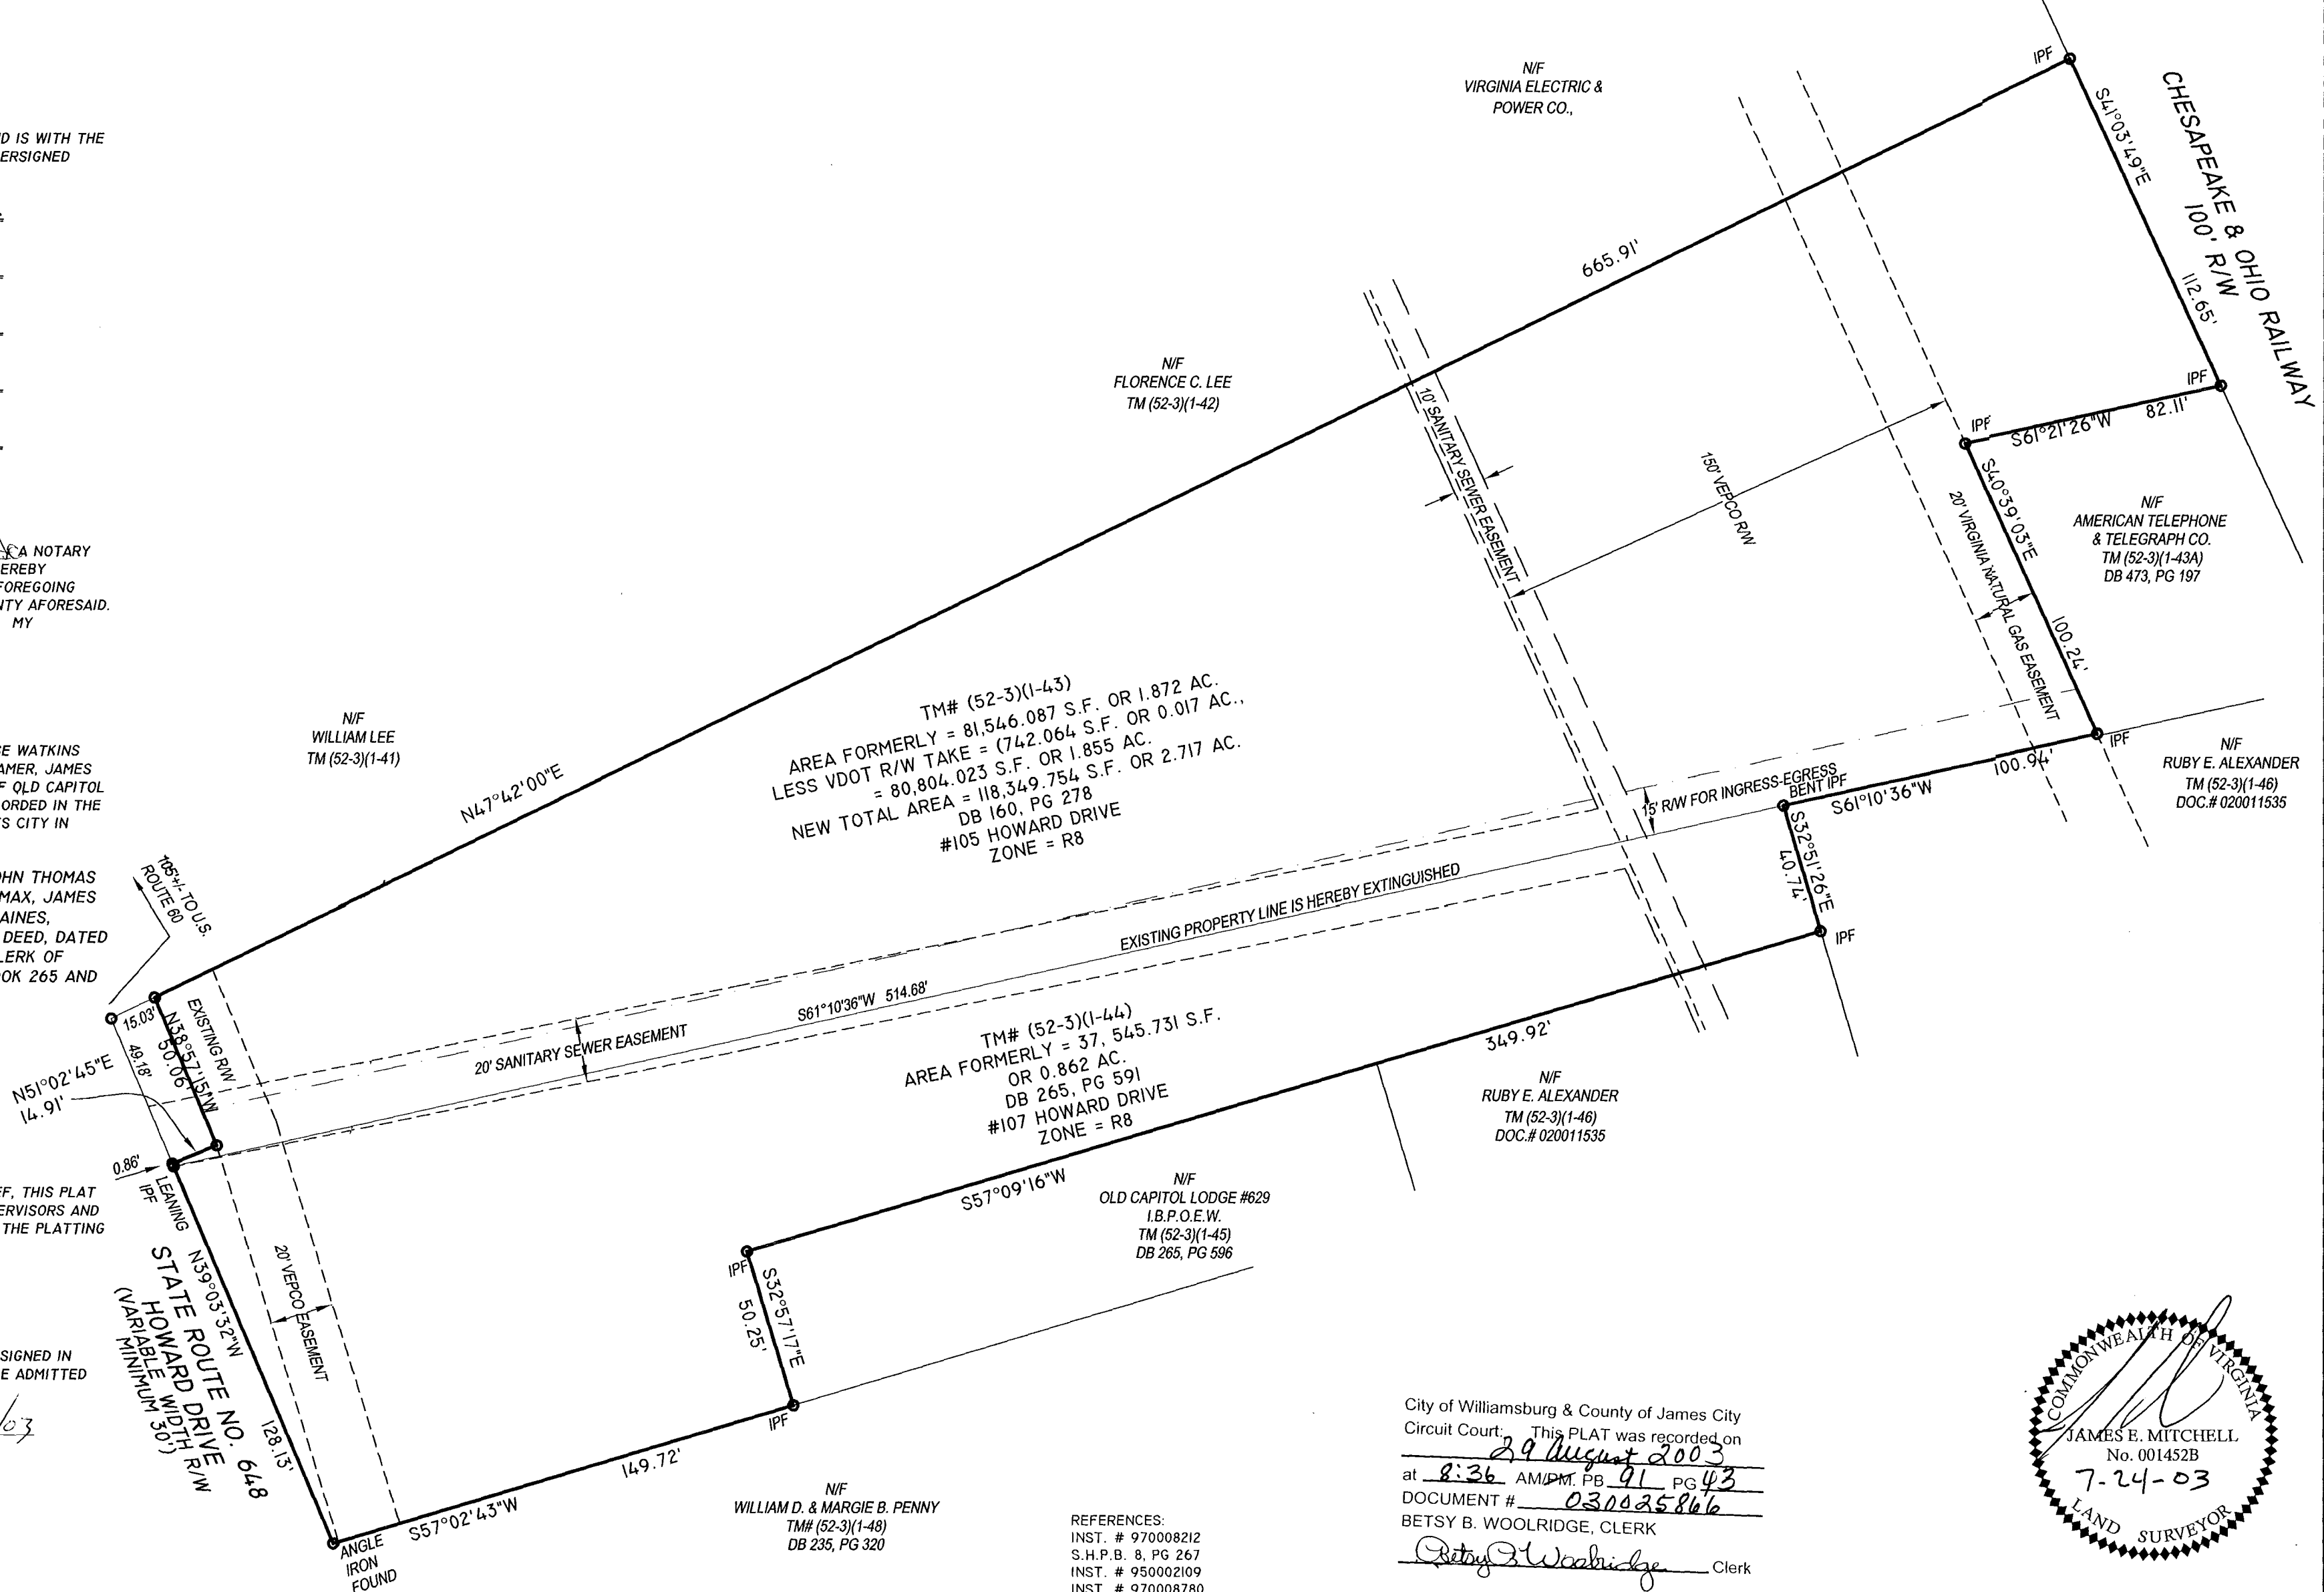 D IS WITH THE
ERSIGNED
A NOTARY
EREBY
FOREGOING
NTY AFORESAID.
MY
E WATKINS
AMER, JAMES
F OLD CAPITOL
ORDED IN THE
S CITY IN
OHN THOMAS
MAX, JAMES
AINES,
DEED, DATED
LERK OF
OOK 265 AND
EF, THIS PLAT
ERVISORS AND
THE PLATTING
SIGNED IN
E ADMITTED
/03
N/F
VIRGINIA ELECTRIC &
POWER CO.,
IPF
S41°03'49"E
112.65'
CHESAPEAKE & OHIO RAILWAY
100' R/W
665.91'
N/F
FLORENCE C. LEE
TM (52-3)(1-42)
10' SANITARY SEWER EASEMENT
150' VEPCO R/W
IPF
S61°21'26"W
82.11'
IPF
S40°39'03"E
100.24'
20' VIRGINIA NATURAL GAS EASEMENT
N/F
AMERICAN TELEPHONE
& TELEGRAPH CO.
TM (52-3)(1-43A)
DB 473, PG 197
N/F
WILLIAM LEE
TM (52-3)(1-41)
N47°42'00"E
TM# (52-3)(1-43)
AREA FORMERLY = 81,546.087 S.F. OR 1.872 AC.
LESS VDOT R/W TAKE = (742.064 S.F. OR 0.017 AC.,
= 80,804.023 S.F. OR 1.855 AC.
NEW TOTAL AREA = 118,349.754 S.F. OR 2.717 AC.
DB 160, PG 278
#105 HOWARD DRIVE
ZONE = R8
15' R/W FOR INGRESS-EGRESS
BENT IPF
S61°10'36"W
100.94'
IPF
N/F
RUBY E. ALEXANDER
TM (52-3)(1-46)
DOC.# 020011535
S32°51'26"E
40.74'
IPF
105'+/- TO U.S.
ROUTE 60
EXISTING PROPERTY LINE IS HEREBY EXTINGUISHED
S61°10'36"W 514.68'
20' SANITARY SEWER EASEMENT
15.03'
49.18'
N38°57'15"W
50.06'
EXISTING R/W
N51°02'45"E
14.91'
0.86'
LEANING
IPF
TM# (52-3)(1-44)
AREA FORMERLY = 37, 545.731 S.F.
OR 0.862 AC.
DB 265, PG 591
#107 HOWARD DRIVE
ZONE = R8
349.92'
S57°09'16"W
N/F
RUBY E. ALEXANDER
TM (52-3)(1-46)
DOC.# 020011535
N/F
OLD CAPITOL LODGE #629
I.B.P.O.E.W.
TM (52-3)(1-45)
DB 265, PG 596
N39°03'32"W
128.13'
STATE ROUTE NO. 648
HOWARD DRIVE
(VARIABLE WIDTH R/W
MINIMUM 30')
20' VEPCO EASEMENT
IPF
S32°57'17"E
50.25'
IPF
149.72'
S57°02'43"W
ANGLE
IRON
FOUND
N/F
WILLIAM D. & MARGIE B. PENNY
TM# (52-3)(1-48)
DB 235, PG 320
REFERENCES:
INST. # 970008212
S.H.P.B. 8, PG 267
INST. # 950002109
INST. # 970008780
City of Williamsburg & County of James City
Circuit Court: This PLAT was recorded on
29 August 2003
at 8:36 AM/PM. PB 91 PG 43
DOCUMENT # 030025866
BETSY B. WOOLRIDGE, CLERK
Betsy B Woolridge Clerk
COMMONWEALTH OF VIRGINIA
JAMES E. MITCHELL
No. 001452B
7-24-03
LAND SURVEYOR